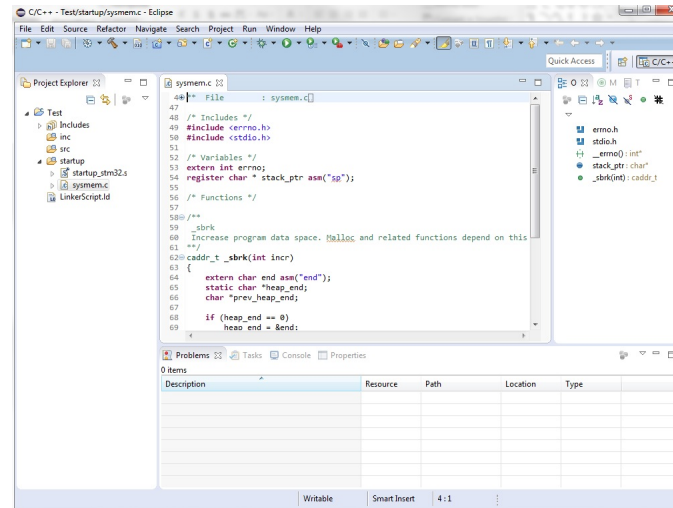 C/C++ - Test/startup/sysmem.c - Eclipse
File Edit Source Refactor Navigate Search Project Run Window Help
Quick Access
C/C++
Project Explorer
Test
Includes
inc
src
startup
startup_stm32.s
sysmem.c
LinkerScript.ld
sysmem.c
4 ** File : sysmem.c
47
48 /* Includes */
49 #include <errno.h>
50 #include <stdio.h>
51
52 /* Variables */
53 extern int errno;
54 register char * stack_ptr asm("sp");
55
56 /* Functions */
57
58 /**
59 _sbrk
60 Increase program data space. Malloc and related functions depend on this
61 **/
62 caddr_t _sbrk(int incr)
63 {
64 extern char end asm("end");
65 static char *heap_end;
66 char *prev_heap_end;
67
68 if (heap_end == 0)
69 heap_end = &end;
O
M
T
errno.h
stdio.h
__errno() : int*
stack_ptr : char*
_sbrk(int) : caddr_t
Problems Tasks Console Properties
0 items
Description Resource Path Location Type
Writable Smart Insert 4 : 1